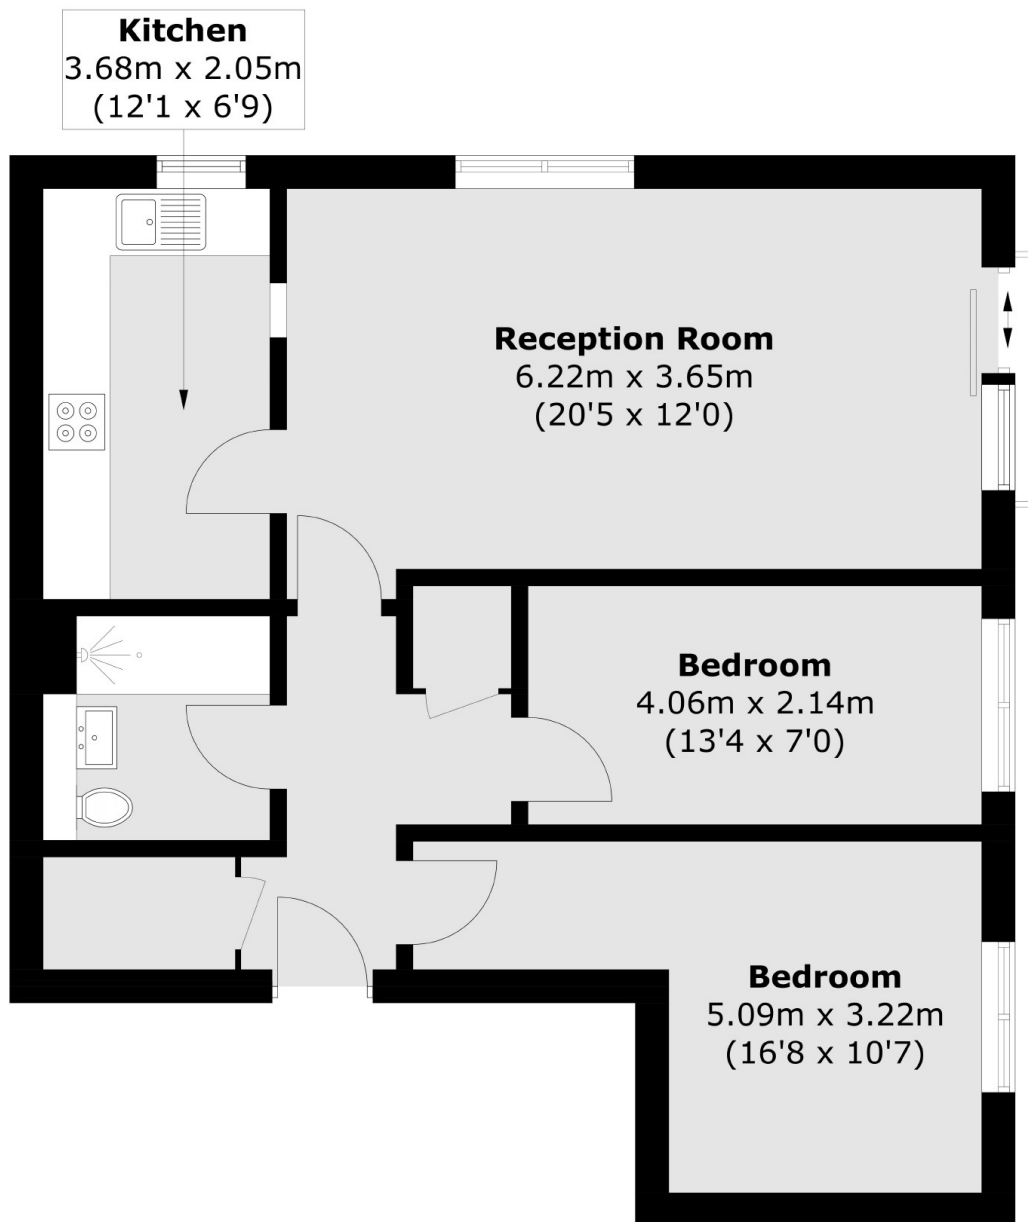 Kitchen
3.68m x 2.05m
(12'1 x 6'9)
Reception Room
6.22m x 3.65m
(20'5 x 12'0)
Bedroom
4.06m x 2.14m
(13'4 x 7'0)
Bedroom
5.09m x 3.22m
(16'8 x 10'7)